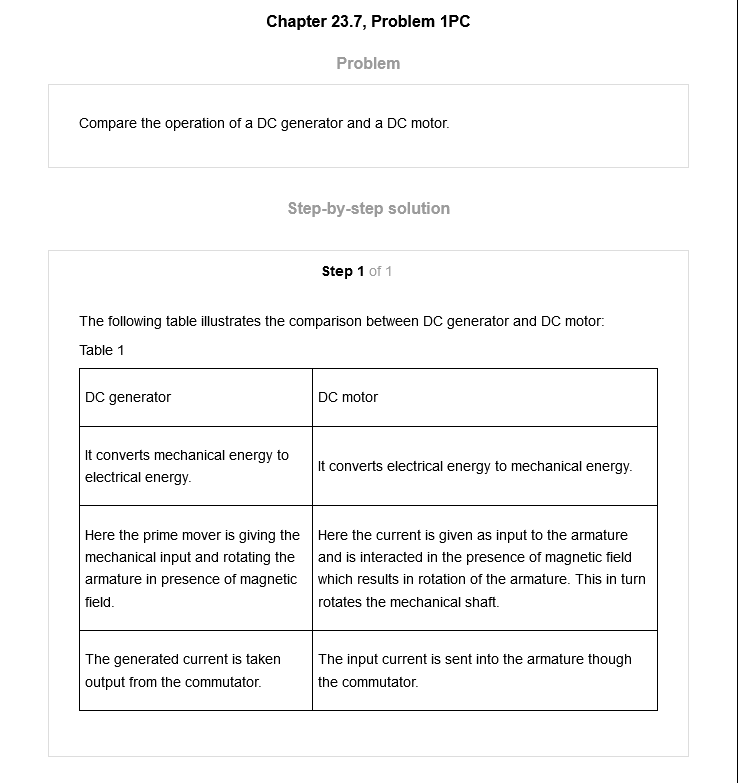 Chapter 23.7, Problem 1PC
Problem
Compare the operation of a DC generator and a DC motor.
Step-by-step solution
Step 1 of 1
The following table illustrates the comparison between DC generator and DC motor:
Table 1
DC generator
DC motor
It converts mechanical energy to
electrical energy.
It converts electrical energy to mechanical energy.
Here the prime mover is giving the
mechanical input and rotating the
armature in presence of magnetic
field.
Here the current is given as input to the armature
and is interacted in the presence of magnetic field
which results in rotation of the armature. This in turn
rotates the mechanical shaft.
The generated current is taken
output from the commutator.
The input current is sent into the armature though
the commutator.